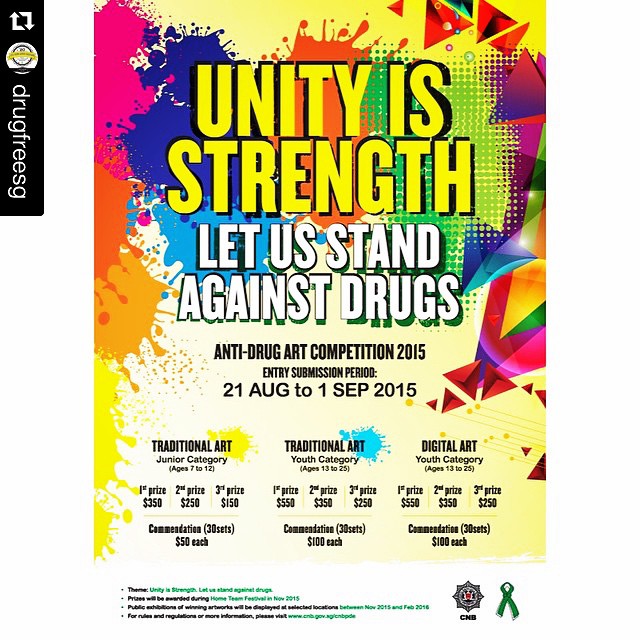 drugfreesg
UNITY IS
STRENGTH
LET US STAND
AGAINST DRUGS
ANTI-DRUG ART COMPETITION 2015
ENTRY SUBMISSION PERIOD:
21 AUG to 1 SEP 2015
TRADITIONAL ART
Junior Category
(Ages 7 to 12)
1st prize 2nd prize 3rd prize
$350 $250 $150
Commendation (30sets)
$50 each
TRADITIONAL ART
Youth Category
(Ages 13 to 25)
1st prize 2nd prize 3rd prize
$550 $350 $250
Commendation (30sets)
$100 each
DIGITAL ART
Youth Category
(Ages 13 to 25)
1st prize 2nd prize 3rd prize
$550 $350 $250
Commendation (30sets)
$100 each
• Theme: Unity is Strength. Let us stand against drugs.
• Prizes will be awarded during Home Team Festival in Nov 2015
• Public exhibitions of winning artworks will be displayed at selected locations between Nov 2015 and Feb 2016
• For rules and regulations or more information, please visit www.cnb.gov.sg/cnbpde
CNB